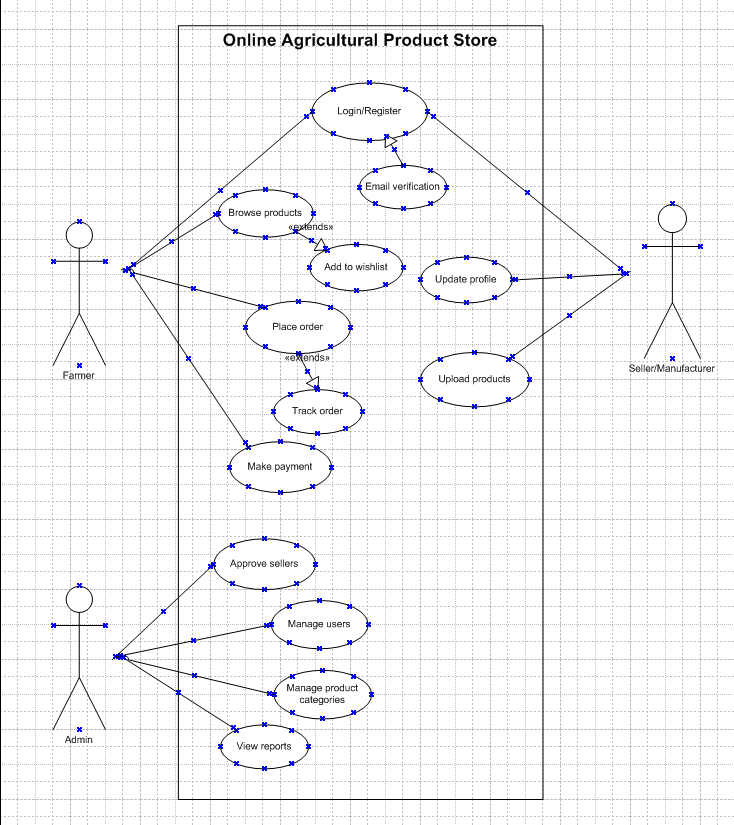 Online Agricultural Product Store
Login/Register
Email verification
Browse products
«extends»
Add to wishlist
Update profile
Place order
«extends»
Upload products
Track order
Make payment
Farmer
Seller/Manufacturer
Approve sellers
Manage users
Manage product
categories
View reports
Admin